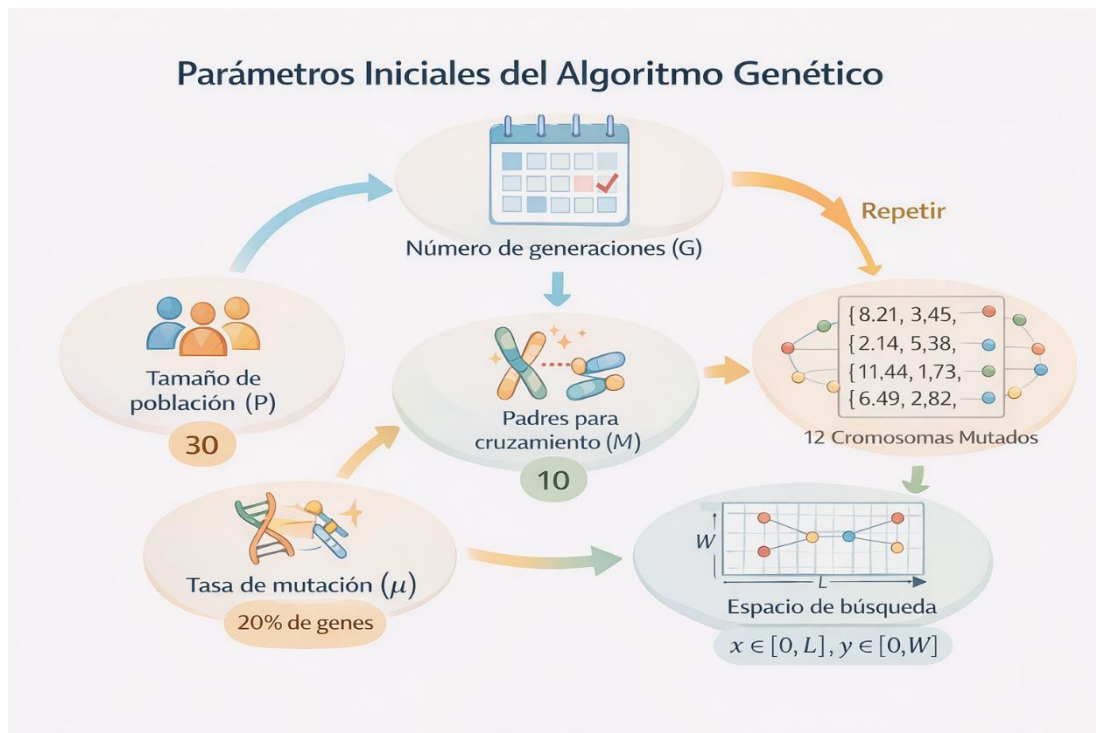 Parámetros Iniciales del Algoritmo Genético
Repetir
Número de generaciones (G)
Tamaño de
población (P)
30
Padres para
cruzamiento (M)
10
{8.21, 3,45,
{2.14, 5,38,
{11,44, 1,73,
{6.49, 2,82,
12 Cromosomas Mutados
Tasa de mutación (μ)
20% de genes
W
L
Espacio de búsqueda
x ∈ [0, L], y ∈ [0,W]